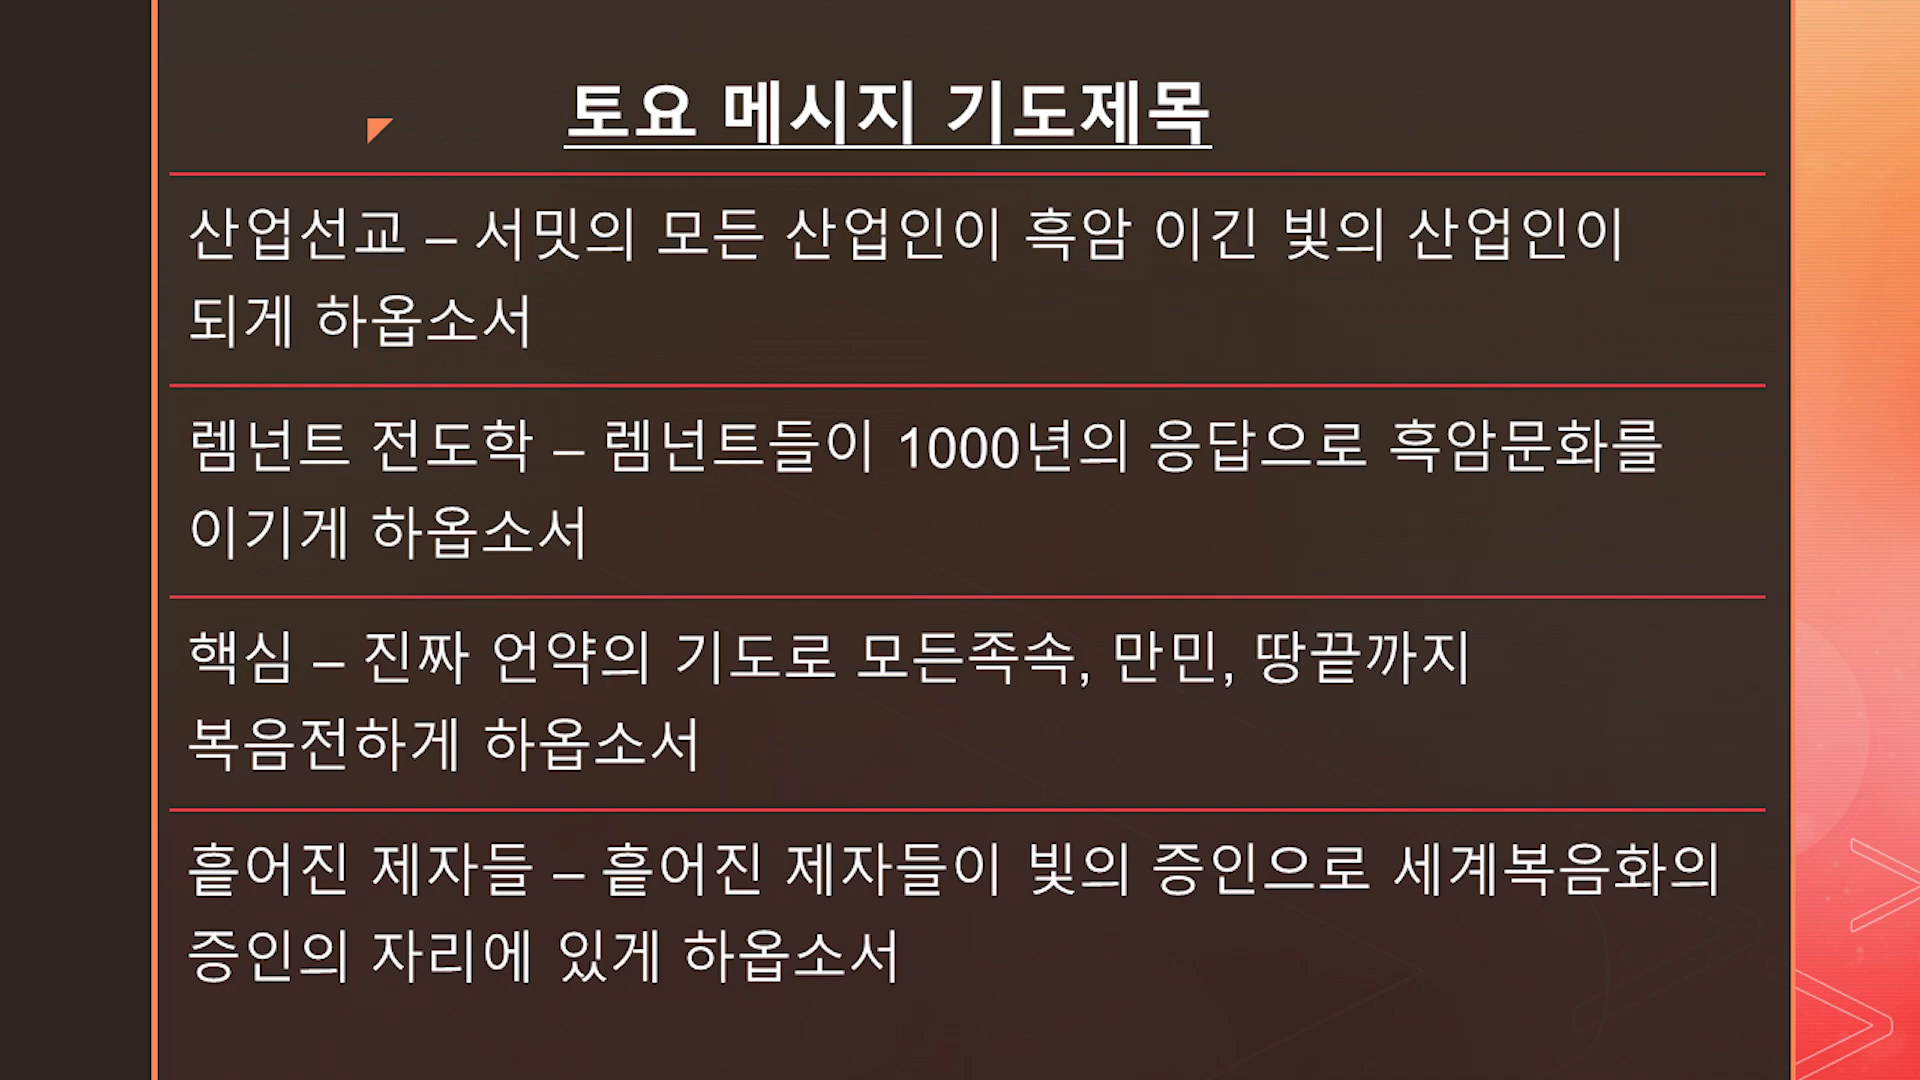 토요 메시지 기도제목
산업선교 – 서밋의 모든 산업인이 흑암 이긴 빛의 산업인이
되게 하옵소서
렘넌트 전도학 – 렘넌트들이 1000년의 응답으로 흑암문화를
이기게 하옵소서
핵심 – 진짜 언약의 기도로 모든족속, 만민, 땅끝까지
복음전하게 하옵소서
흩어진 제자들 – 흩어진 제자들이 빛의 증인으로 세계복음화의
증인의 자리에 있게 하옵소서